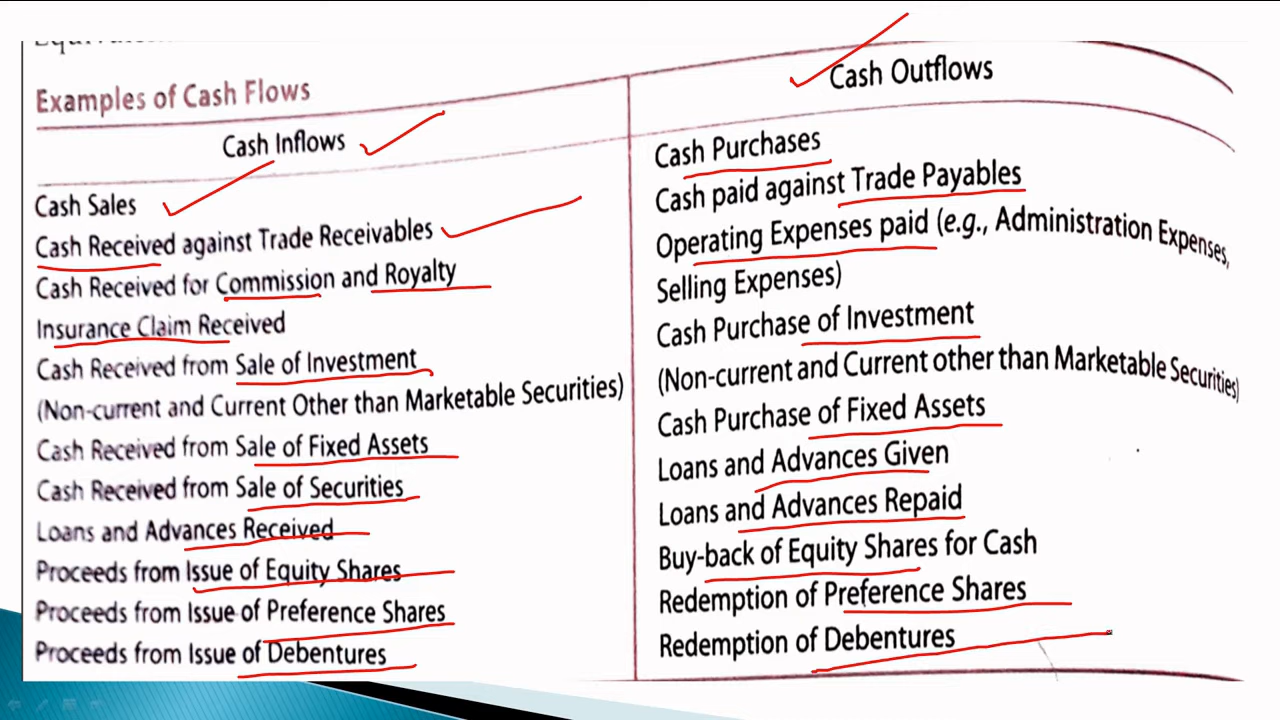 Examples of Cash Flows
Cash Inflows
Cash Sales
Cash Received against Trade Receivables
Cash Received for Commission and Royalty
Insurance Claim Received
Cash Received from Sale of Investment
(Non-current and Current Other than Marketable Securities)
Cash Received from Sale of Fixed Assets
Cash Received from Sale of Securities
Loans and Advances Received
Proceeds from Issue of Equity Shares
Proceeds from Issue of Preference Shares
Proceeds from Issue of Debentures
Cash Outflows
Cash Purchases
Cash paid against Trade Payables
Operating Expenses paid (e.g., Administration Expenses,
Selling Expenses)
Cash Purchase of Investment
(Non-current and Current other than Marketable Securities)
Cash Purchase of Fixed Assets
Loans and Advances Given
Loans and Advances Repaid
Buy-back of Equity Shares for Cash
Redemption of Preference Shares
Redemption of Debentures